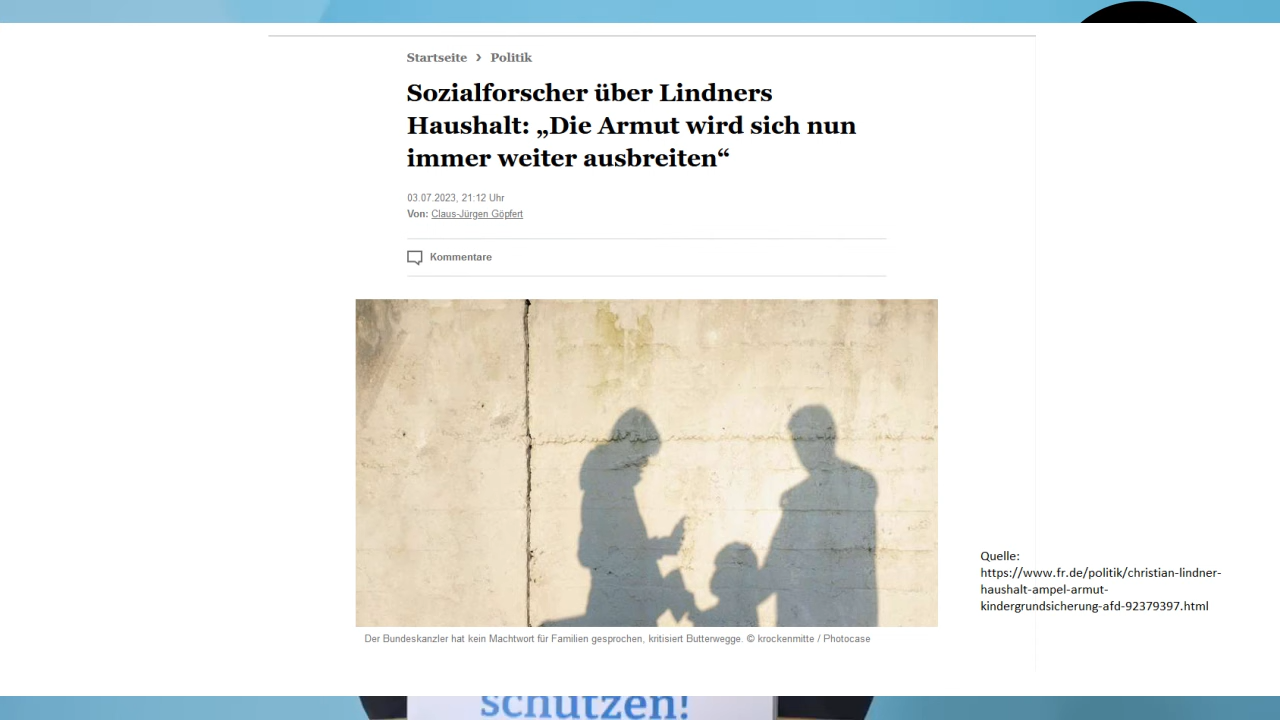 Startseite › Politik
Sozialforscher über Lindners
Haushalt: „Die Armut wird sich nun
immer weiter ausbreiten“
03.07.2023, 21:12 Uhr
Von: Claus-Jürgen Göpfert
Kommentare
Quelle:
https://www.fr.de/politik/christian-lindner-
haushalt-ampel-armut-
kindergrundsicherung-afd-92379397.html
Der Bundeskanzler hat kein Machtwort für Familien gesprochen, kritisiert Butterwegge. © krockenmitte / Photocase
schützen!